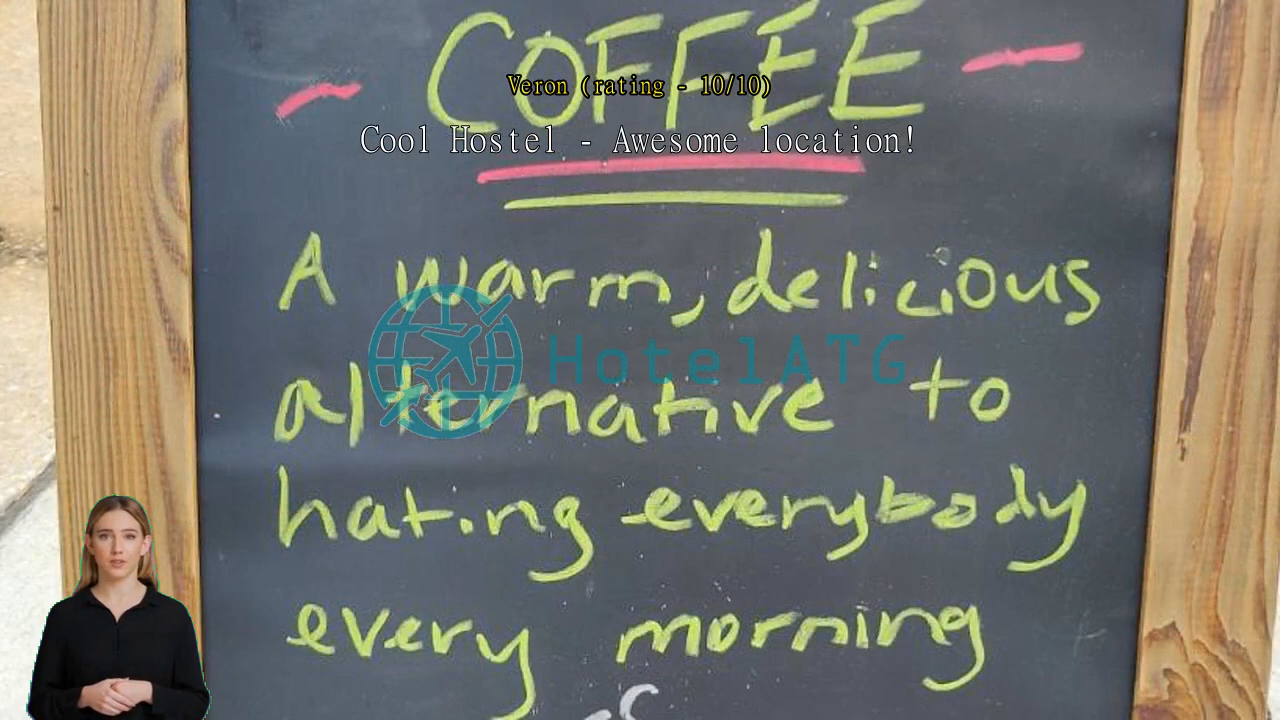 - COFFEE -
Veron (rating - 10/10)
Cool Hostel - Awesome location!
A warm, delicious
HotelATG
alternative to
hating everybody
every morning